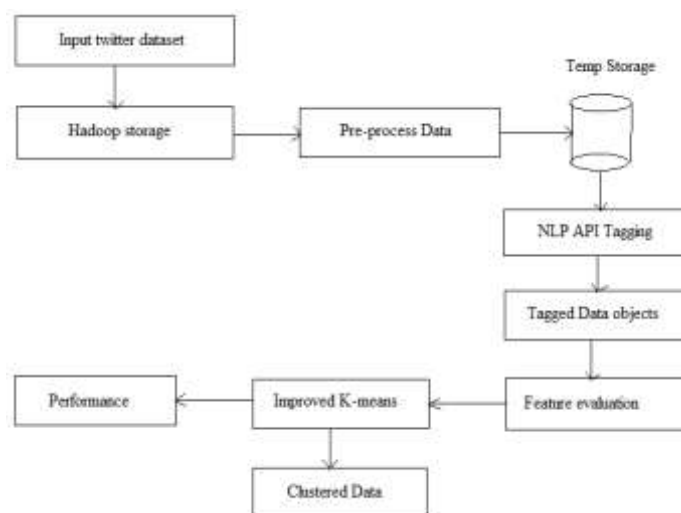 Input twitter dataset
Temp Storage
Hadoop storage
Pre-process Data
NLP API Tagging
Tagged Data objects
Performance
Improved K-means
Feature evaluation
Clustered Data